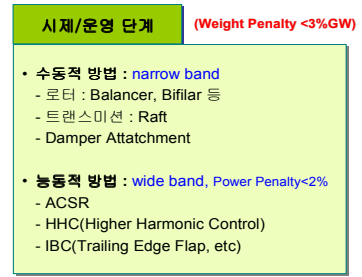 시제/운영 단계 (Weight Penalty <3%GW)
• 수동적 방법 : narrow band
- 로터 : Balancer, Bifilar 등
- 트랜스미션 : Raft
- Damper Attatchment
• 능동적 방법 : wide band, Power Penalty<2%
- ACSR
- HHC(Higher Harmonic Control)
- IBC(Trailing Edge Flap, etc)